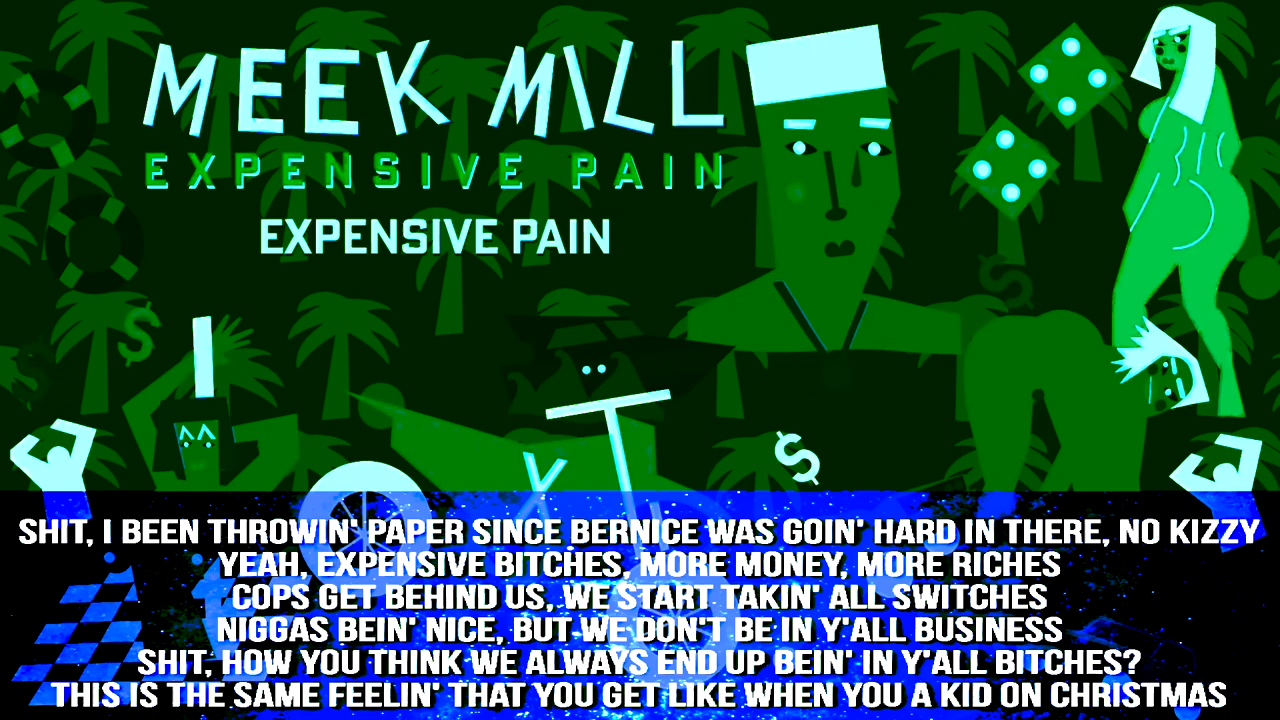 MEEK MILL
EXPENSIVE PAIN
EXPENSIVE PAIN
SHIT, I BEEN THROWIN' PAPER SINCE BERNICE WAS GOIN' HARD IN THERE, NO KIZZY
YEAH, EXPENSIVE BITCHES, MORE MONEY, MORE RICHES
COPS GET BEHIND US, WE START TAKIN' ALL SWITCHES
NIGGAS BEIN' NICE, BUT WE DON'T BE IN Y'ALL BUSINESS
SHIT, HOW YOU THINK WE ALWAYS END UP BEIN' IN Y'ALL BITCHES?
THIS IS THE SAME FEELIN' THAT YOU GET LIKE WHEN YOU A KID ON CHRISTMAS